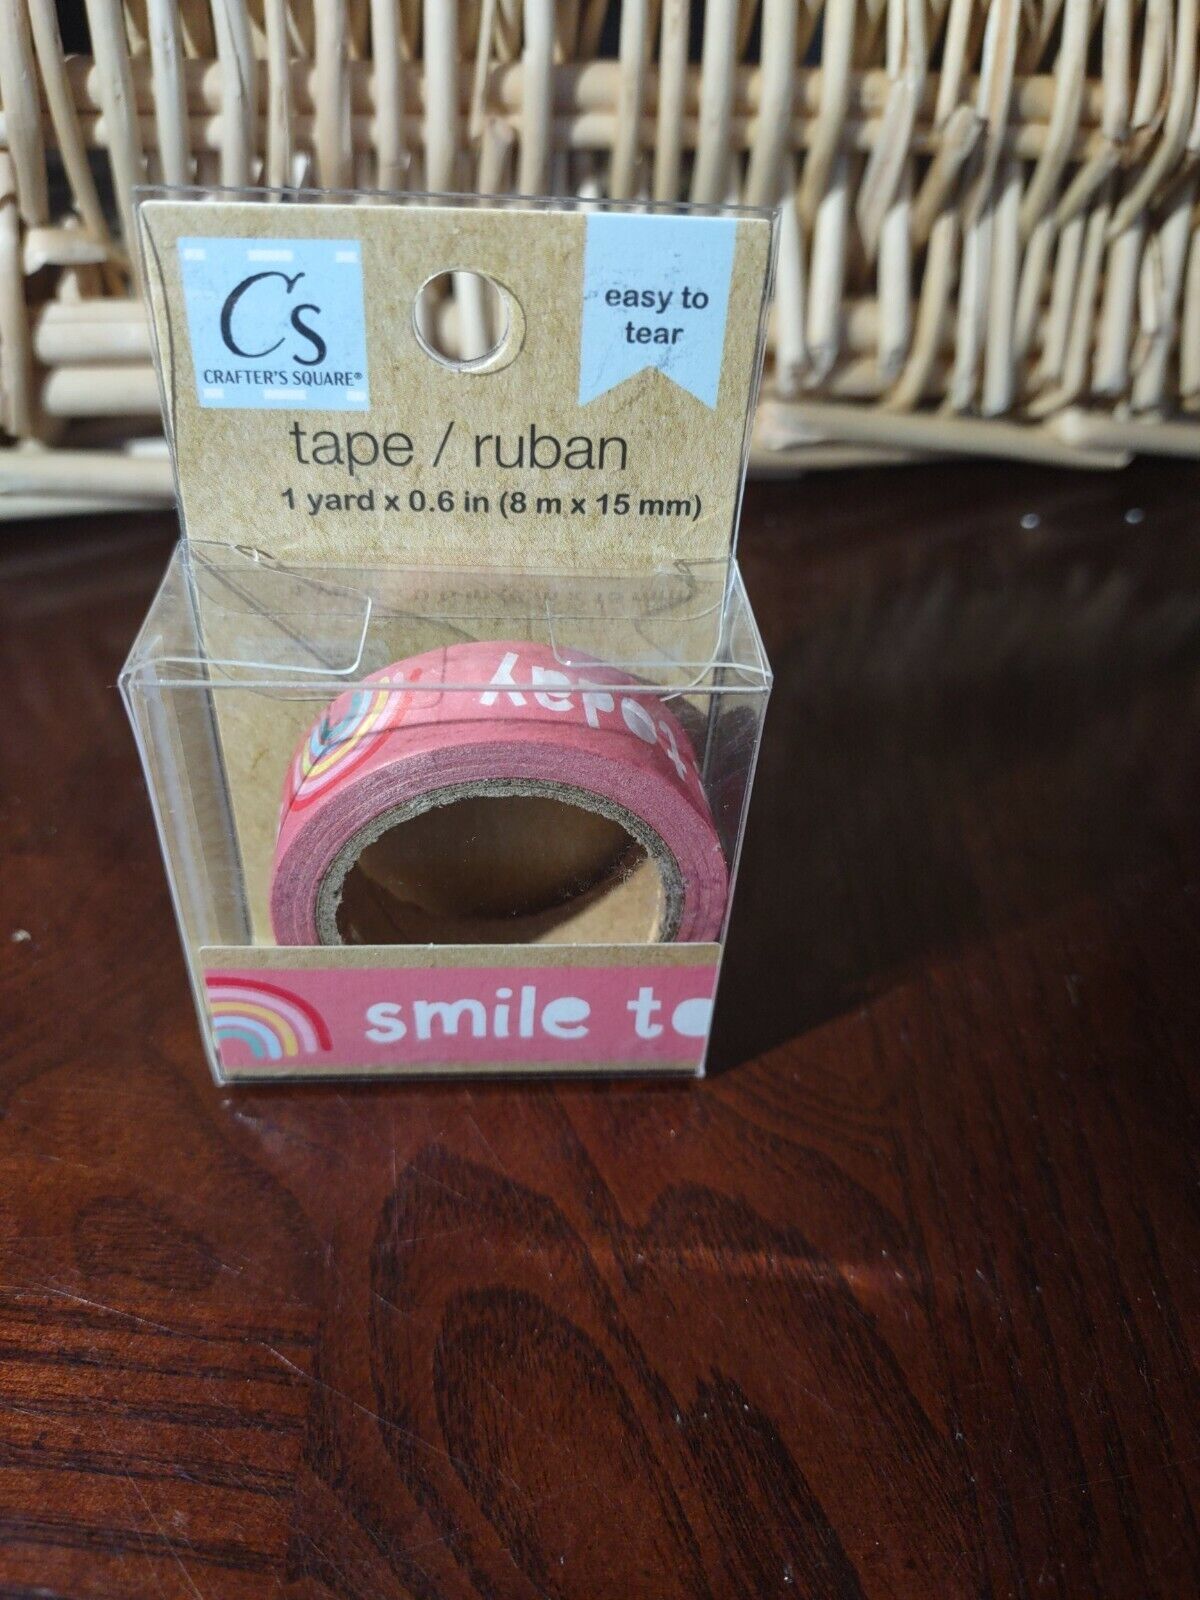 Cs
CRAFTER'S SQUARE®
easy to
tear
tape / ruban
1 yard x 0.6 in (8 m x 15 mm)
today
smile to